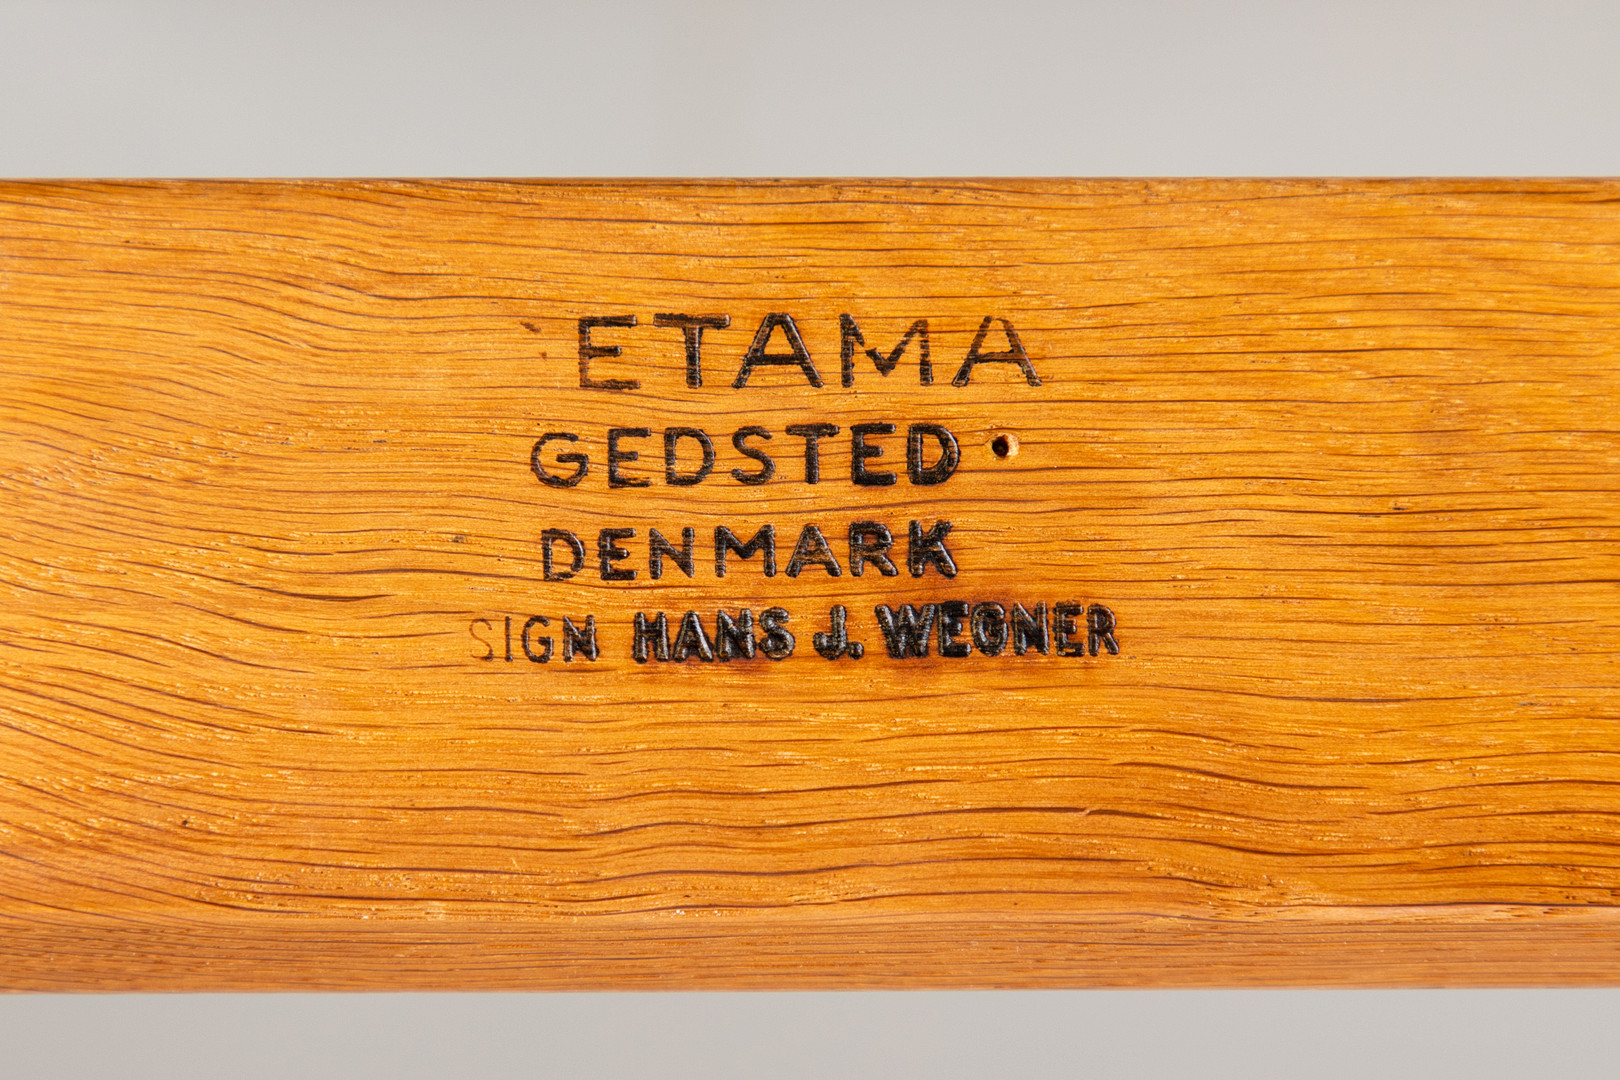 ETAMA
GEDSTED
DENMARK
SIGN HANS J. WEGNER